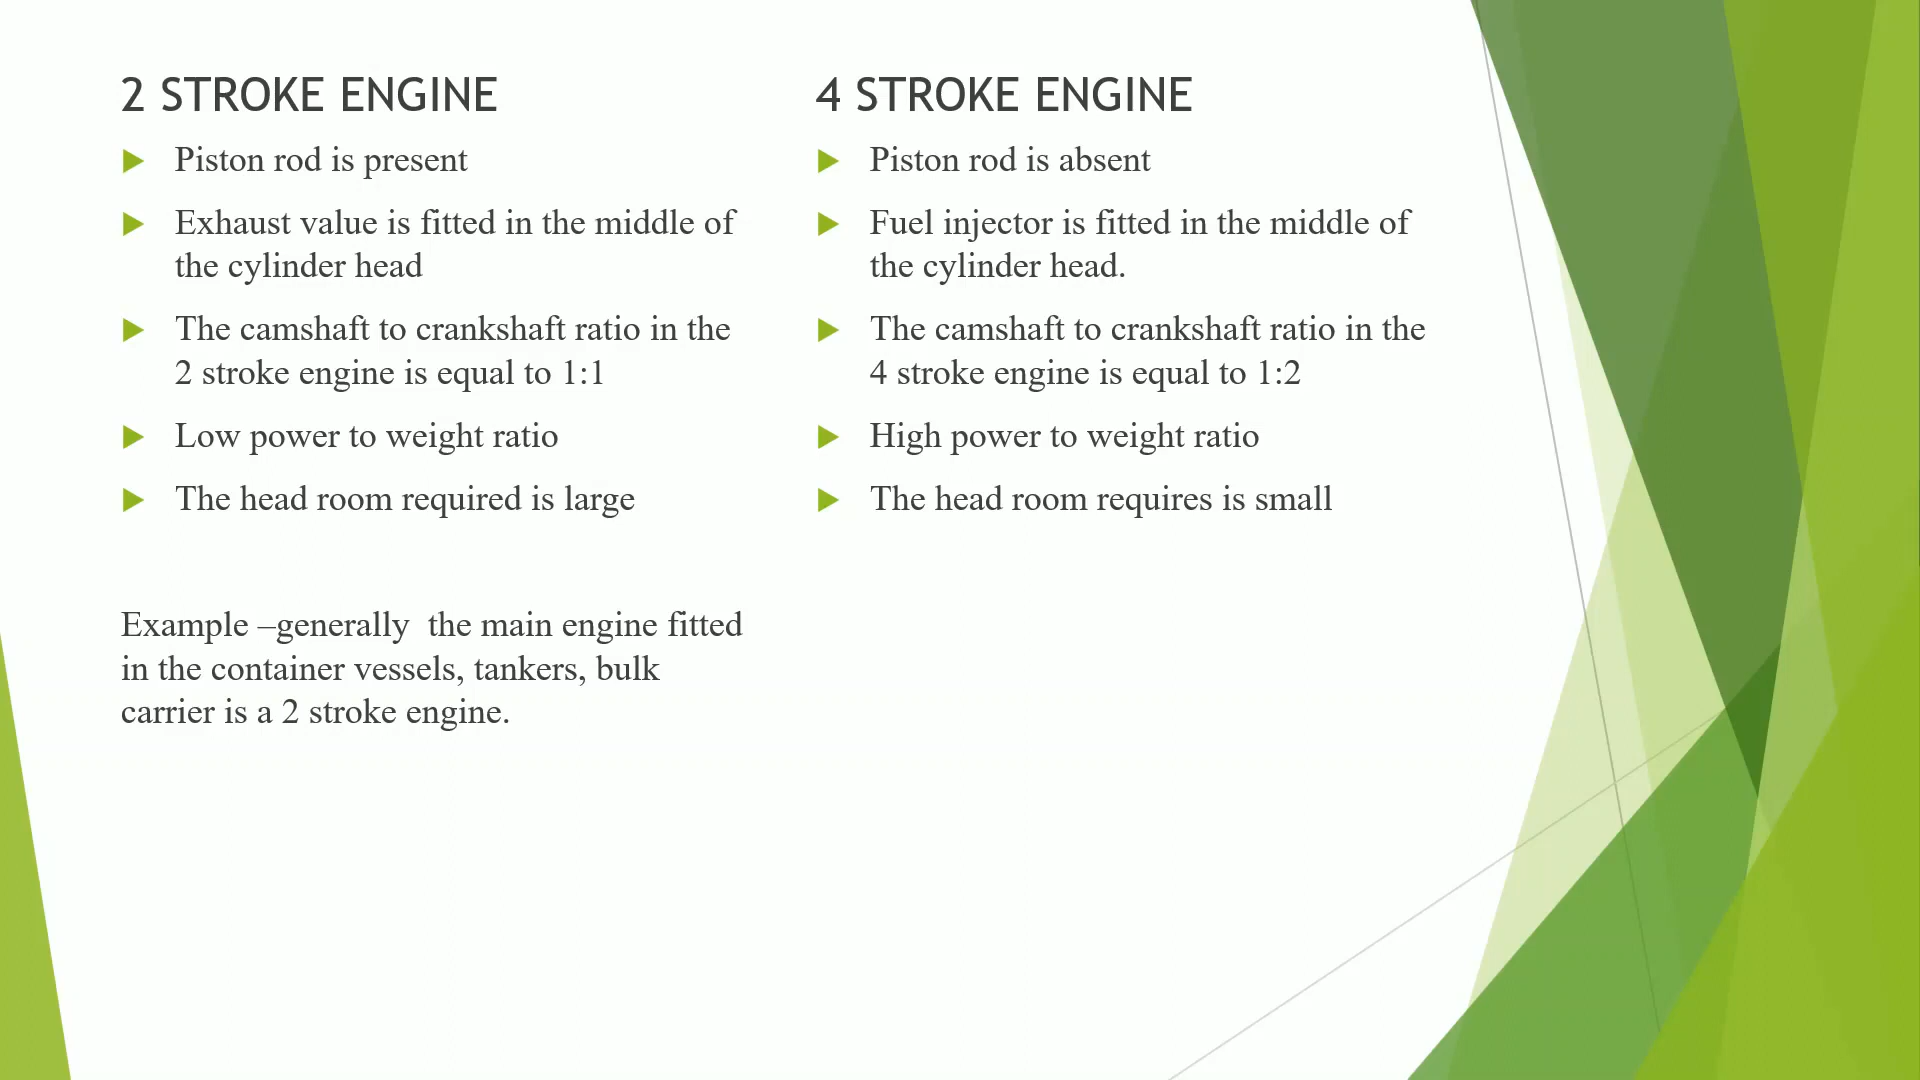 2 STROKE ENGINE
Piston rod is present
Exhaust value is fitted in the middle of
the cylinder head
The camshaft to crankshaft ratio in the
2 stroke engine is equal to 1:1
Low power to weight ratio
The head room required is large
Example –generally  the main engine fitted
in the container vessels, tankers, bulk
carrier is a 2 stroke engine.
4 STROKE ENGINE
Piston rod is absent
Fuel injector is fitted in the middle of
the cylinder head.
The camshaft to crankshaft ratio in the
4 stroke engine is equal to 1:2
High power to weight ratio
The head room requires is small